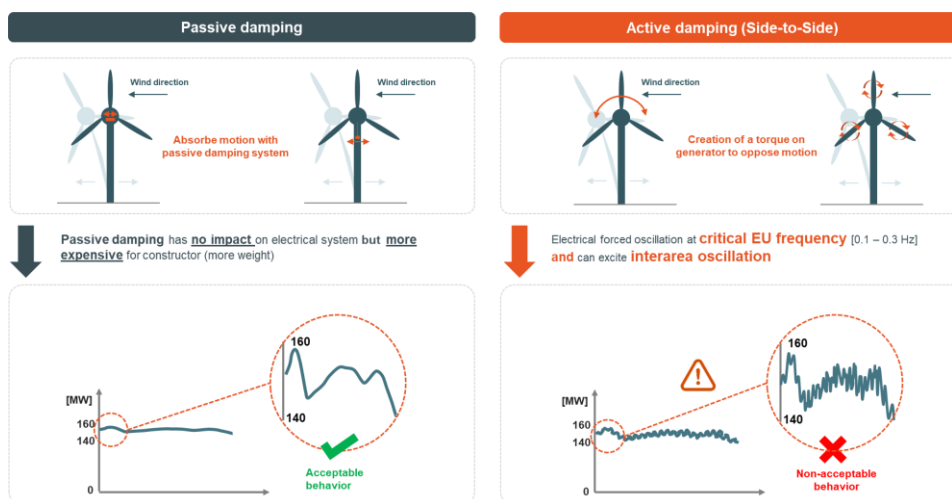 Passive damping
Wind direction
Wind direction
Absorbe motion with
passive damping system
Passive damping has no impact on electrical system but more
expensive for constructor (more weight)
160
140
[MW]
160
140
0
Acceptable
behavior
Active damping (Side-to-Side)
Wind direction
Creation of a torque on
generator to oppose motion
Electrical forced oscillation at critical EU frequency [0.1 – 0.3 Hz]
and can excite interarea oscillation
160
140
[MW]
160
140
0
Non-acceptable
behavior